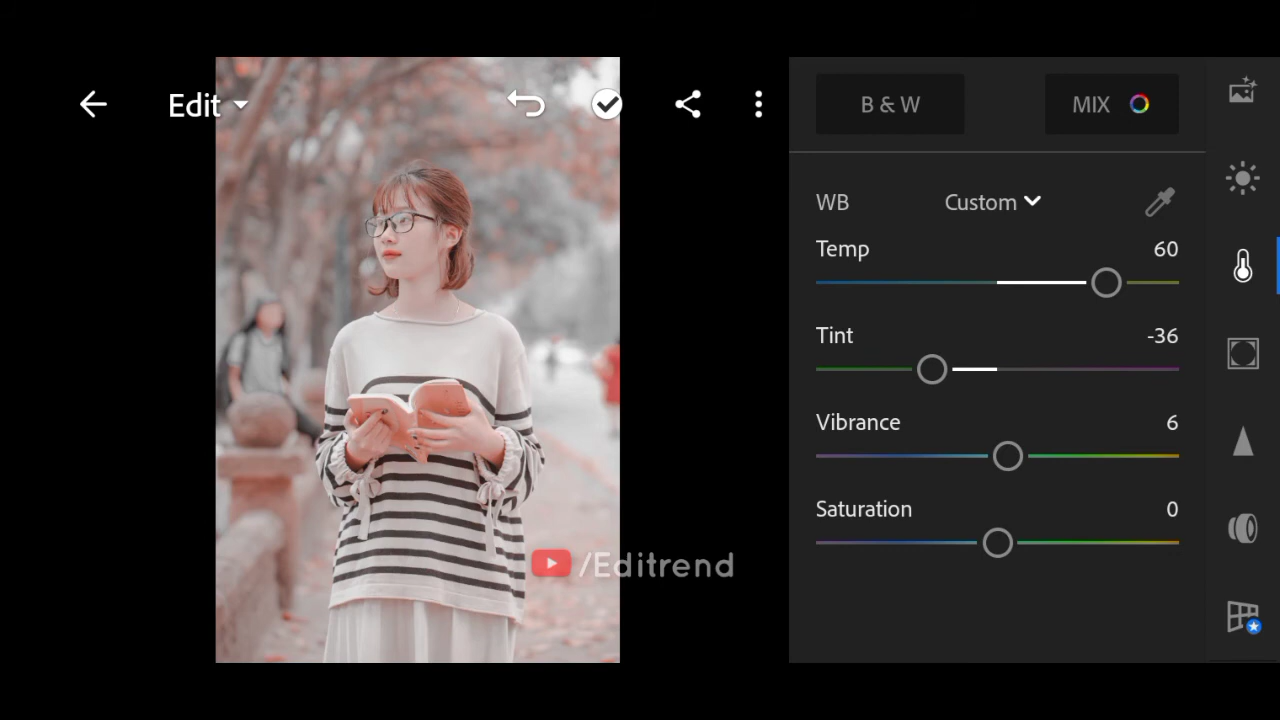 Edit
B & W
MIX
WB
Custom
Temp
60
Tint
-36
Vibrance
6
Saturation
0
/Editrend